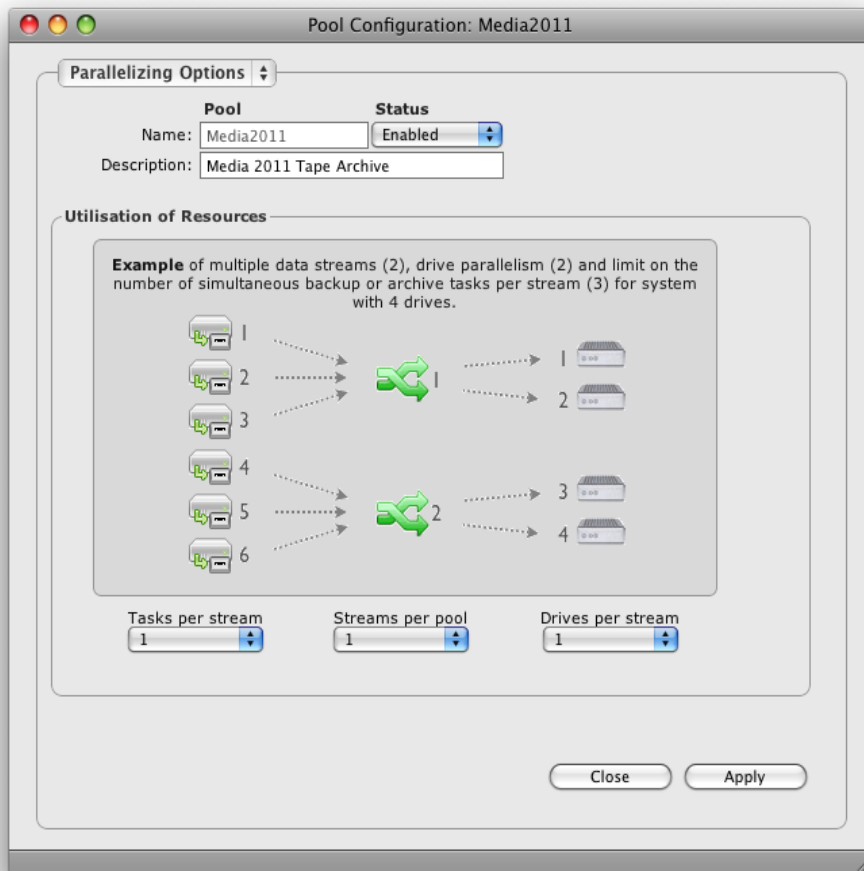 Pool Configuration: Media2011
Parallelizing Options
Pool Status
Name: Media2011 Enabled
Description: Media 2011 Tape Archive
Utilisation of Resources
Example of multiple data streams (2), drive parallelism (2) and limit on the
number of simultaneous backup or archive tasks per stream (3) for system
with 4 drives.
1
2
3
4
5
6
1
2
1
2
3
4
Tasks per stream Streams per pool Drives per stream
1 1 1
Close Apply